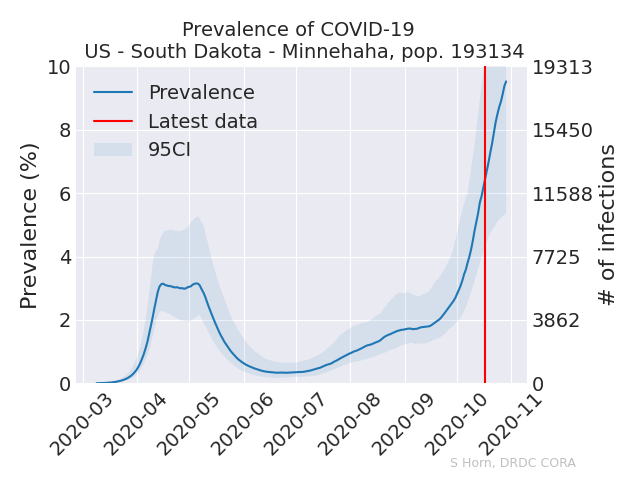 Prevalence of COVID-19
US - South Dakota - Minnehaha, pop. 193134
Prevalence
Latest data
95CI
Prevalence (%)
10
8
6
4
2
0
19313
15450
11588
7725
3862
0
# of infections
2020-03
2020-04
2020-05
2020-06
2020-07
2020-08
2020-09
2020-10
2020-11
S Horn, DRDC CORA